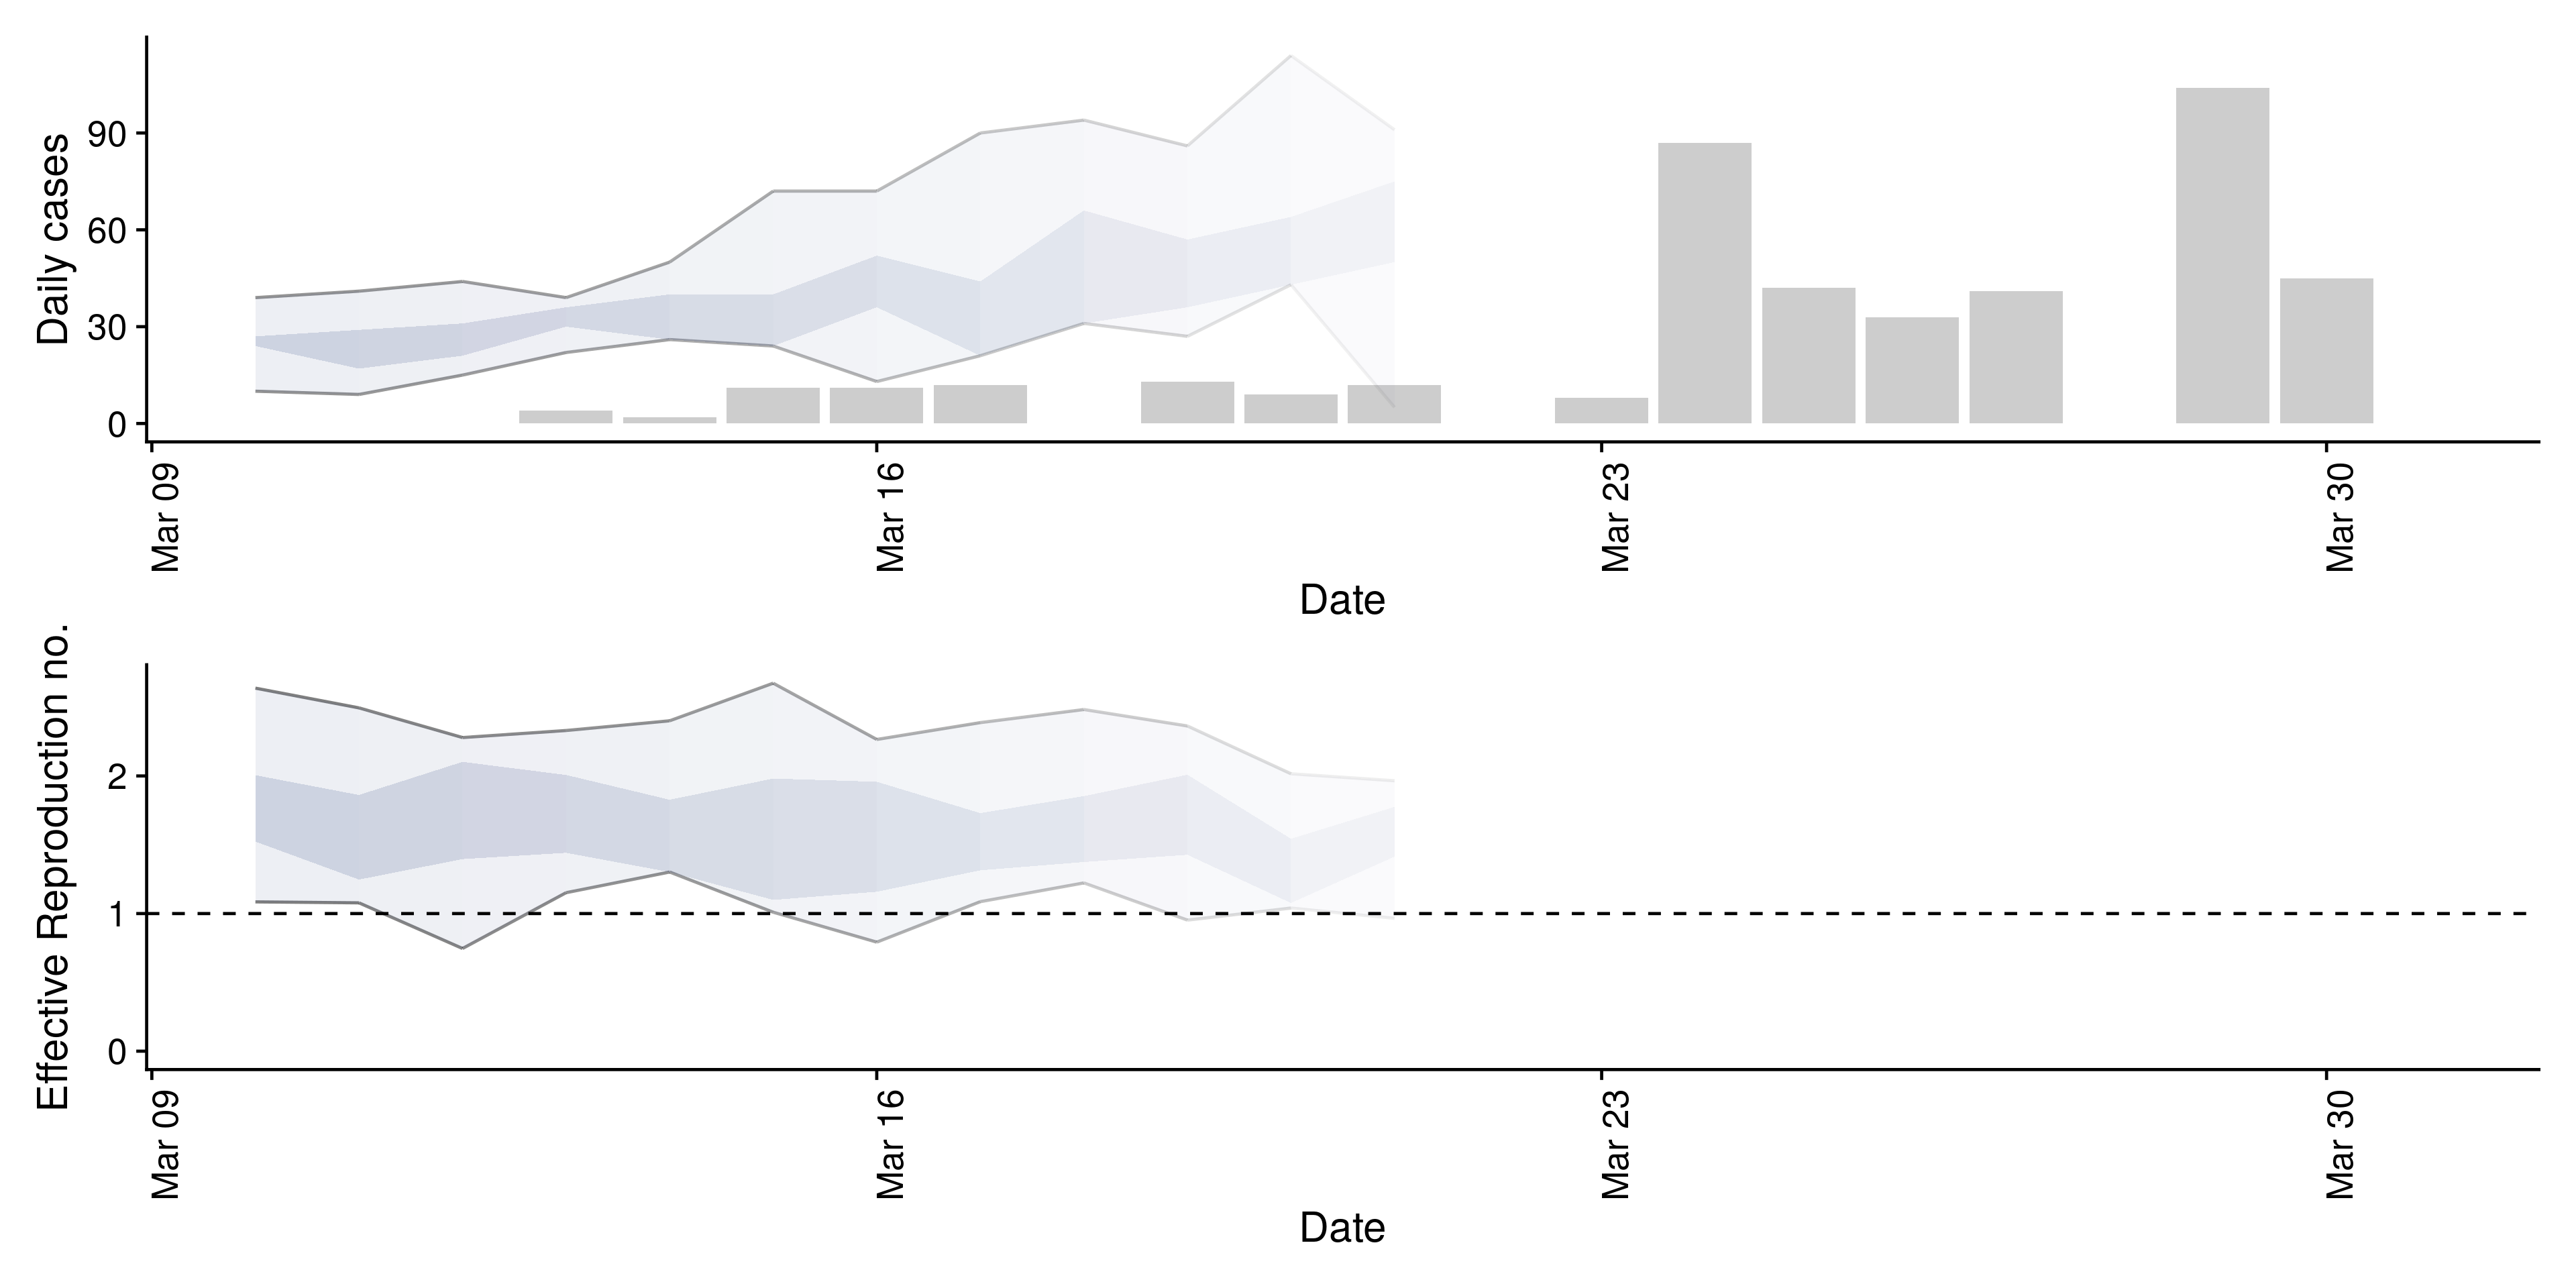 Daily cases
90
60
30
0
Mar 09
Mar 16
Mar 23
Mar 30
Date
Effective Reproduction no.
2
1
0
Mar 09
Mar 16
Mar 23
Mar 30
Date